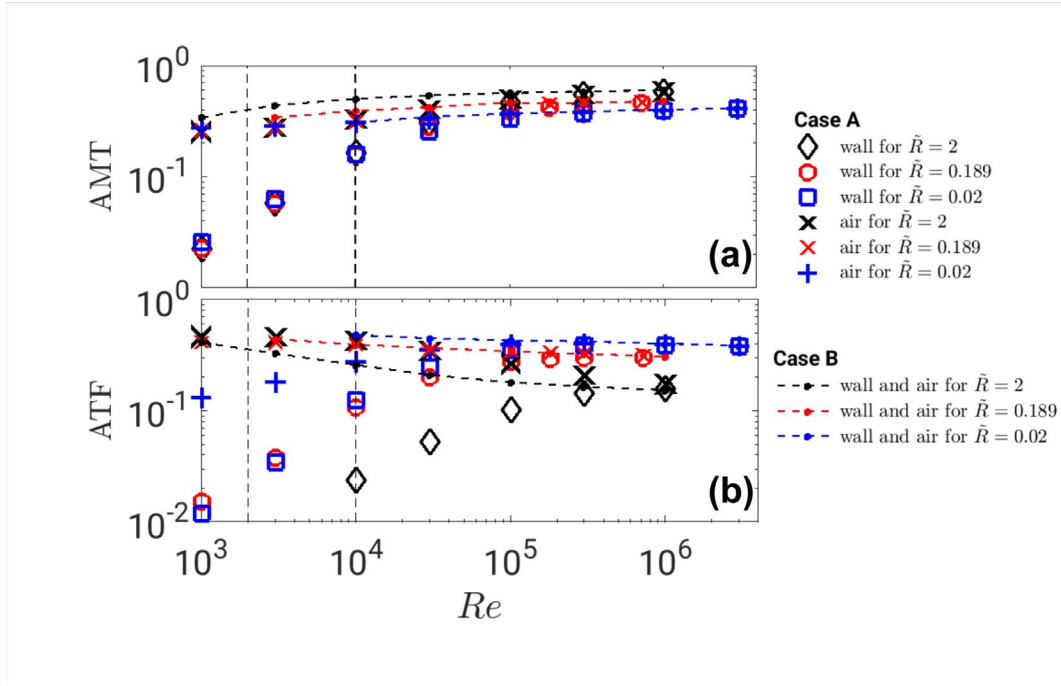 10^0
AMT
10^-1
(a)
10^0
10^0
ATF
10^-1
(b)
10^-2
10^3 10^4 10^5 10^6
Re
Case A
wall for R̃ = 2
wall for R̃ = 0.189
wall for R̃ = 0.02
air for R̃ = 2
air for R̃ = 0.189
air for R̃ = 0.02
Case B
wall and air for R̃ = 2
wall and air for R̃ = 0.189
wall and air for R̃ = 0.02